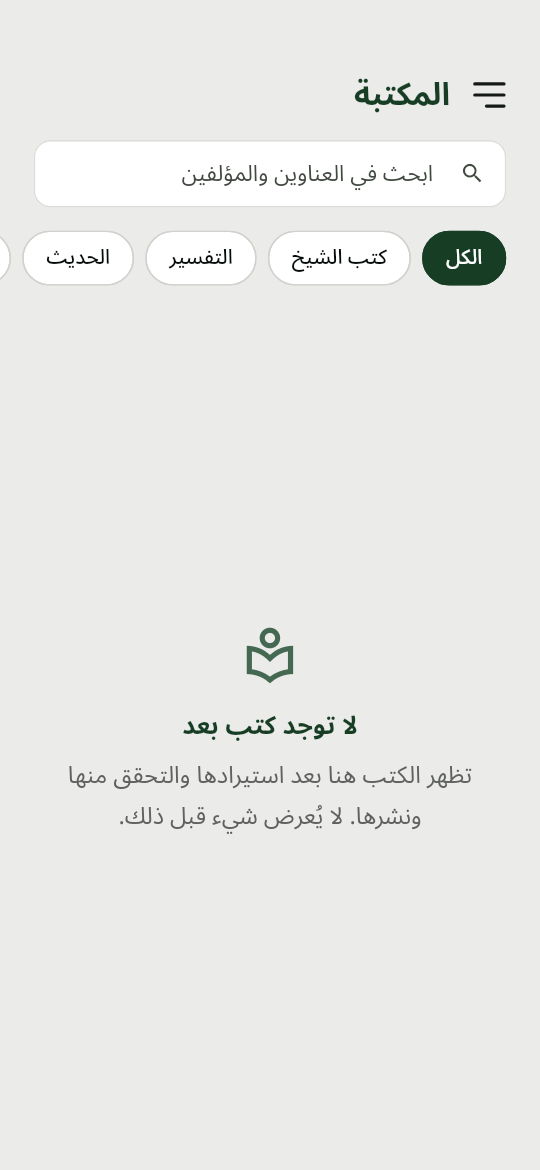 المكتبة
ابحث في العناوين والمؤلفين
الكل
كتب الشيخ
التفسير
الحديث
لا توجد كتب بعد
تظهر الكتب هنا بعد استيرادها والتحقق منها
ونشرها. لا يُعرض شيء قبل ذلك.